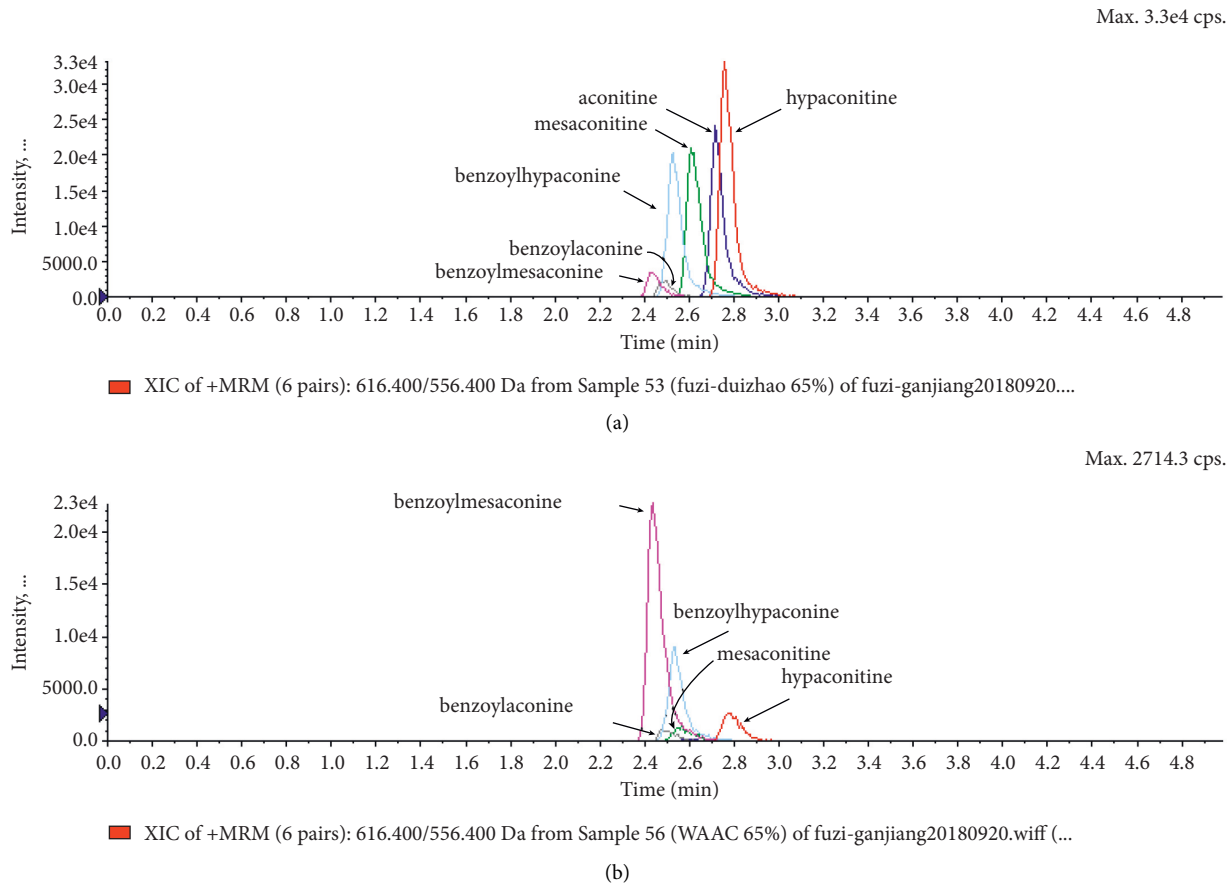 Max. 3.3e4 cps.
3.3e4
3.0e4
2.5e4
2.0e4
1.5e4
1.0e4
5000.0
0.0
Intensity, ...
aconitine
hypaconitine
mesaconitine
benzoylhypaconine
benzoylaconine
benzoylmesaconine
0.0 0.2 0.4 0.6 0.8 1.0 1.2 1.4 1.6 1.8 2.0 2.2 2.4 2.6 2.8 3.0 3.2 3.4 3.6 3.8 4.0 4.2 4.4 4.6 4.8
Time (min)
XIC of +MRM (6 pairs): 616.400/556.400 Da from Sample 53 (fuzi-duizhao 65%) of fuzi-ganjiang20180920....
(a)
Max. 2714.3 cps.
2.3e4
2.0e4
1.5e4
1.0e4
5000.0
0.0
Intensity, ...
benzoylmesaconine
benzoylhypaconine
mesaconitine
hypaconitine
benzoylaconine
0.0 0.2 0.4 0.6 0.8 1.0 1.2 1.4 1.6 1.8 2.0 2.2 2.4 2.6 2.8 3.0 3.2 3.4 3.6 3.8 4.0 4.2 4.4 4.6 4.8
Time (min)
XIC of +MRM (6 pairs): 616.400/556.400 Da from Sample 56 (WAAC 65%) of fuzi-ganjiang20180920.wiff (...
(b)